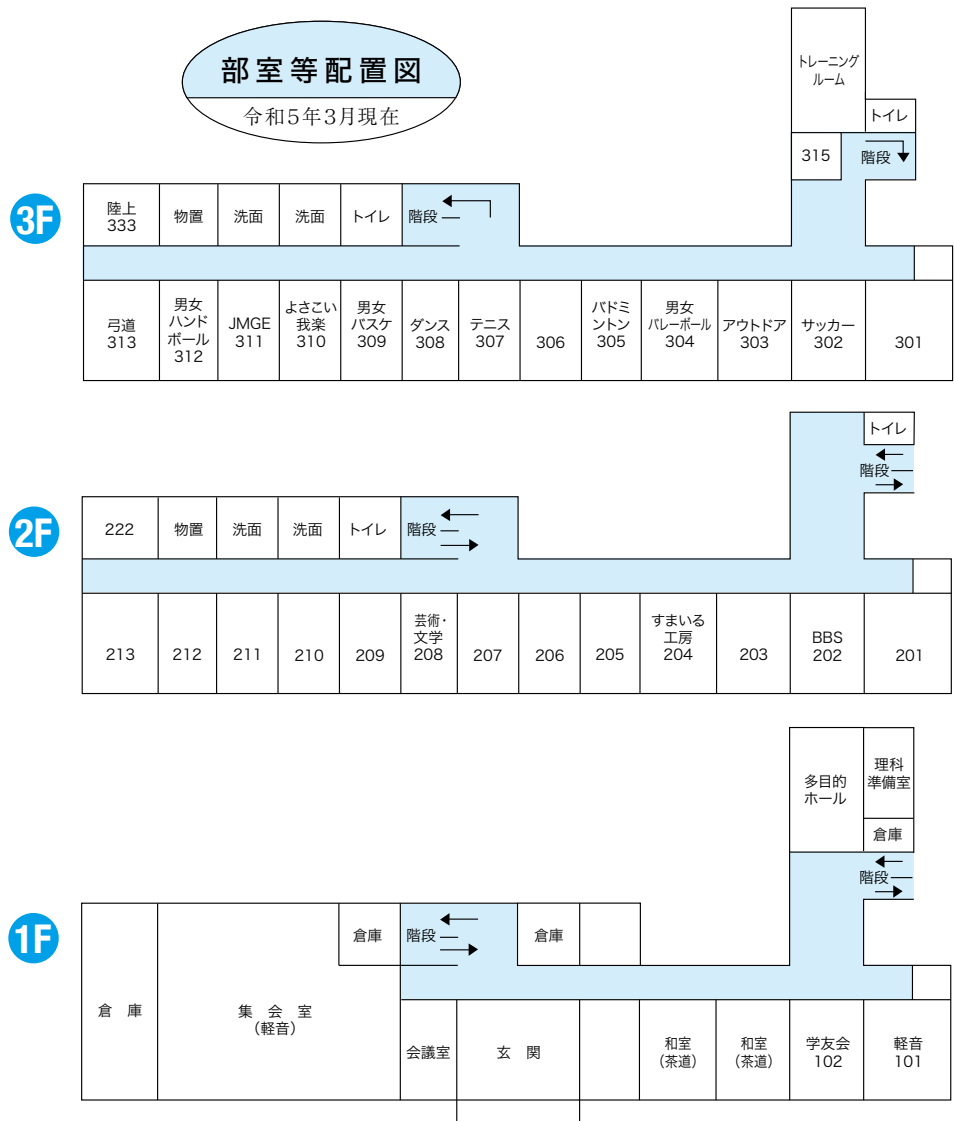 部室等配置図
令和5年3月現在
3F
トレーニング
ルーム
トイレ
315
階段
陸上
333
物置
洗面
洗面
トイレ
階段
弓道
313
男女
ハンド
ボール
312
JMGE
311
よさこい
我楽
310
男女
バスケ
309
ダンス
308
テニス
307
306
バドミ
ントン
305
男女
バレーボール
304
アウトドア
303
サッカー
302
301
2F
トイレ
階段
222
物置
洗面
洗面
トイレ
階段
213
212
211
210
209
芸術・
文学
208
207
206
205
すまいる
工房
204
203
BBS
202
201
1F
多目的
ホール
理科
準備室
倉庫
階段
倉庫
階段
倉庫
倉 庫
集 会 室
(軽音)
会議室
玄 関
和室
(茶道)
和室
(茶道)
学友会
102
軽音
101